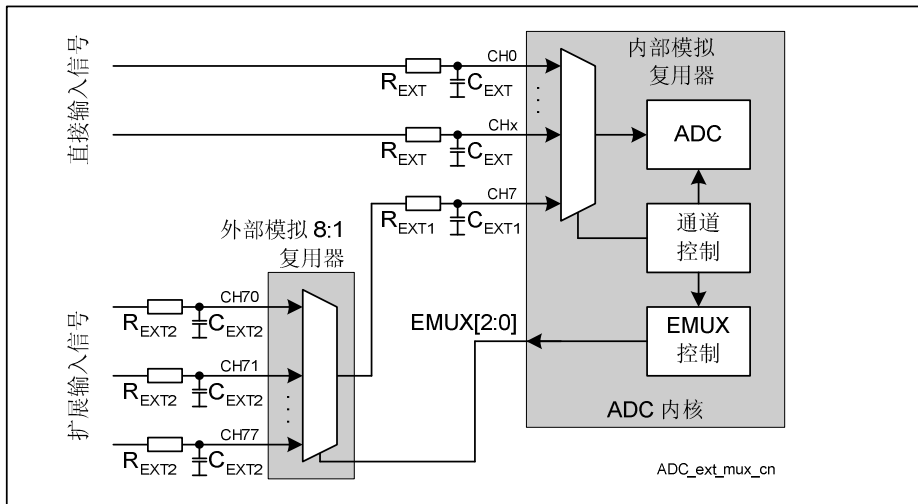 直接输入信号
R_EXT
C_EXT
CH0
R_EXT
C_EXT
CHx
R_EXT1
C_EXT1
CH7
内部模拟
复用器
ADC
通道
控制
EMUX
控制
ADC 内核
外部模拟 8:1
复用器
EMUX[2:0]
扩展输入信号
R_EXT2
C_EXT2
CH70
R_EXT2
C_EXT2
CH71
R_EXT2
C_EXT2
CH77
ADC_ext_mux_cn